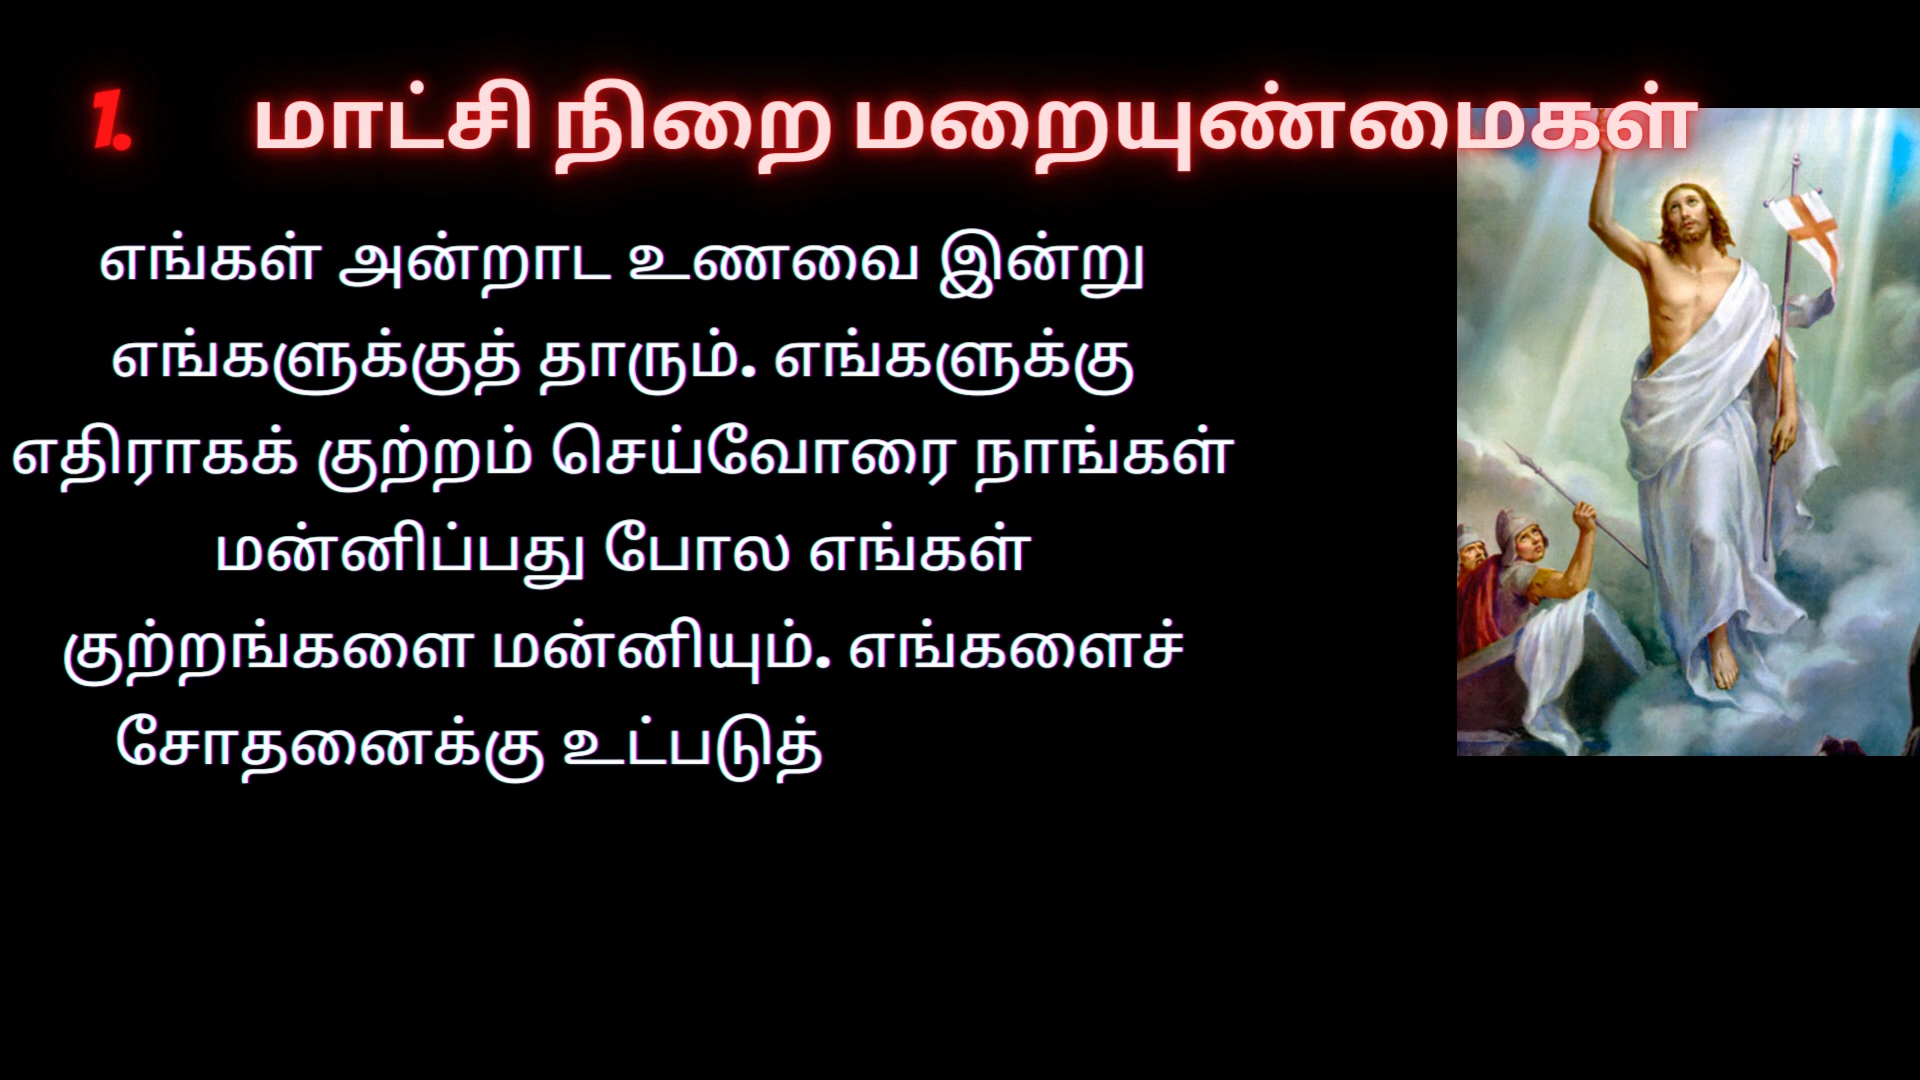 1. மாட்சி நிறை மறையுண்மைகள்
எங்கள் அன்றாட உணவை இன்று
எங்களுக்குத் தாரும். எங்களுக்கு
எதிராகக் குற்றம் செய்வோரை நாங்கள்
மன்னிப்பது போல எங்கள்
குற்றங்களை மன்னியும். எங்களைச்
சோதனைக்கு உட்படுத்